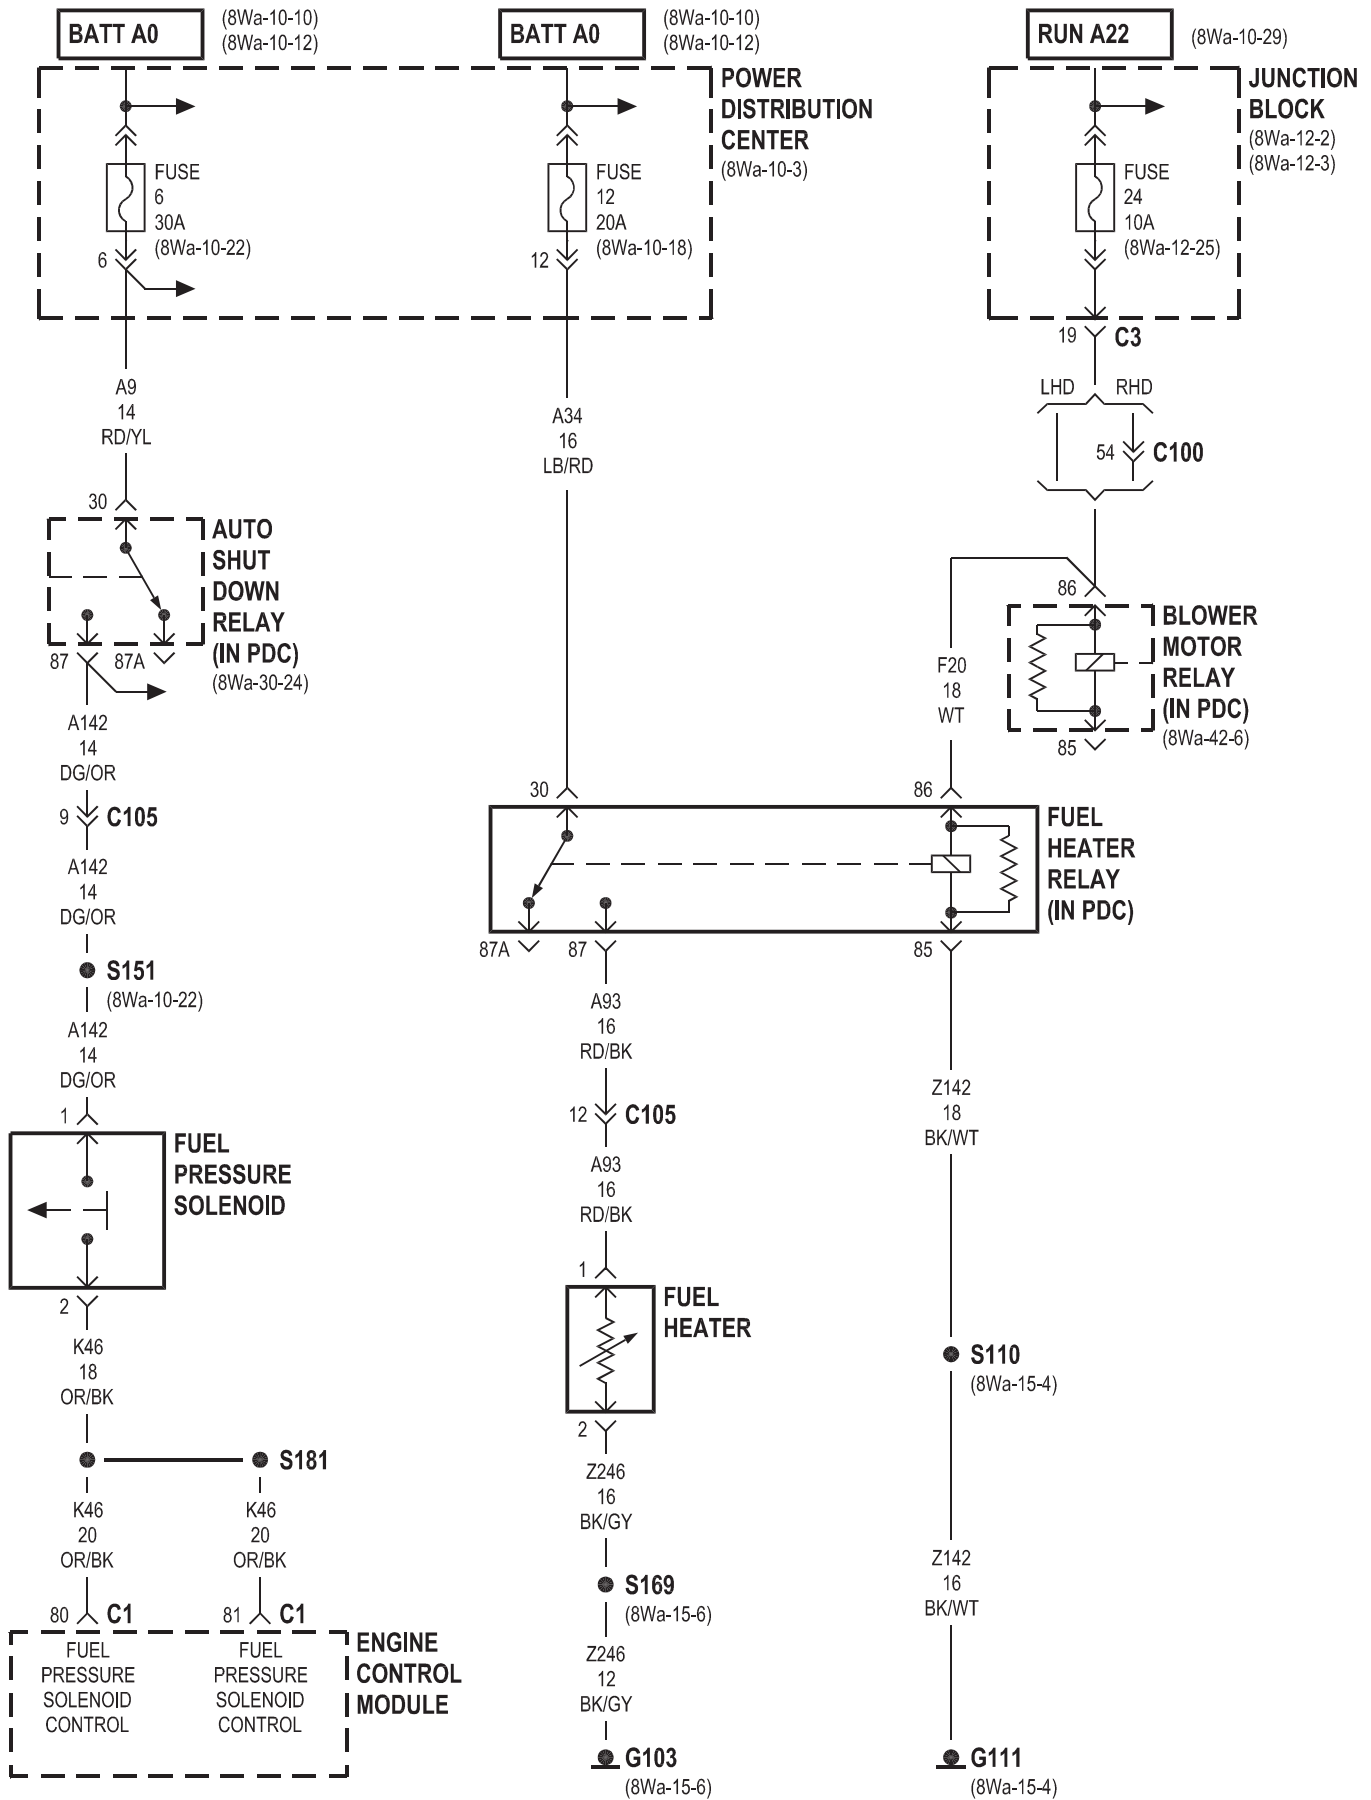 BATT A0
(8Wa-10-10)
(8Wa-10-12)
BATT A0
(8Wa-10-10)
(8Wa-10-12)
RUN A22
(8Wa-10-29)
POWER
DISTRIBUTION
CENTER
(8Wa-10-3)
JUNCTION
BLOCK
(8Wa-12-2)
(8Wa-12-3)
FUSE
6
30A
(8Wa-10-22)
6
FUSE
12
20A
(8Wa-10-18)
12
FUSE
24
10A
(8Wa-12-25)
19
C3
LHD
RHD
54
C100
A9
14
RD/YL
A34
16
LB/RD
30
AUTO
SHUT
DOWN
RELAY
(IN PDC)
(8Wa-30-24)
87
87A
86
BLOWER
MOTOR
RELAY
(IN PDC)
(8Wa-42-6)
85
F20
18
WT
A142
14
DG/OR
9
C105
A142
14
DG/OR
S151
(8Wa-10-22)
A142
14
DG/OR
30
86
FUEL
HEATER
RELAY
(IN PDC)
87A
87
85
A93
16
RD/BK
12
C105
A93
16
RD/BK
Z142
18
BK/WT
1
FUEL
PRESSURE
SOLENOID
2
1
FUEL
HEATER
2
S110
(8Wa-15-4)
K46
18
OR/BK
S181
K46
20
OR/BK
K46
20
OR/BK
Z246
16
BK/GY
S169
(8Wa-15-6)
Z246
12
BK/GY
Z142
16
BK/WT
80
C1
81
C1
FUEL
PRESSURE
SOLENOID
CONTROL
FUEL
PRESSURE
SOLENOID
CONTROL
ENGINE
CONTROL
MODULE
G103
(8Wa-15-6)
G111
(8Wa-15-4)